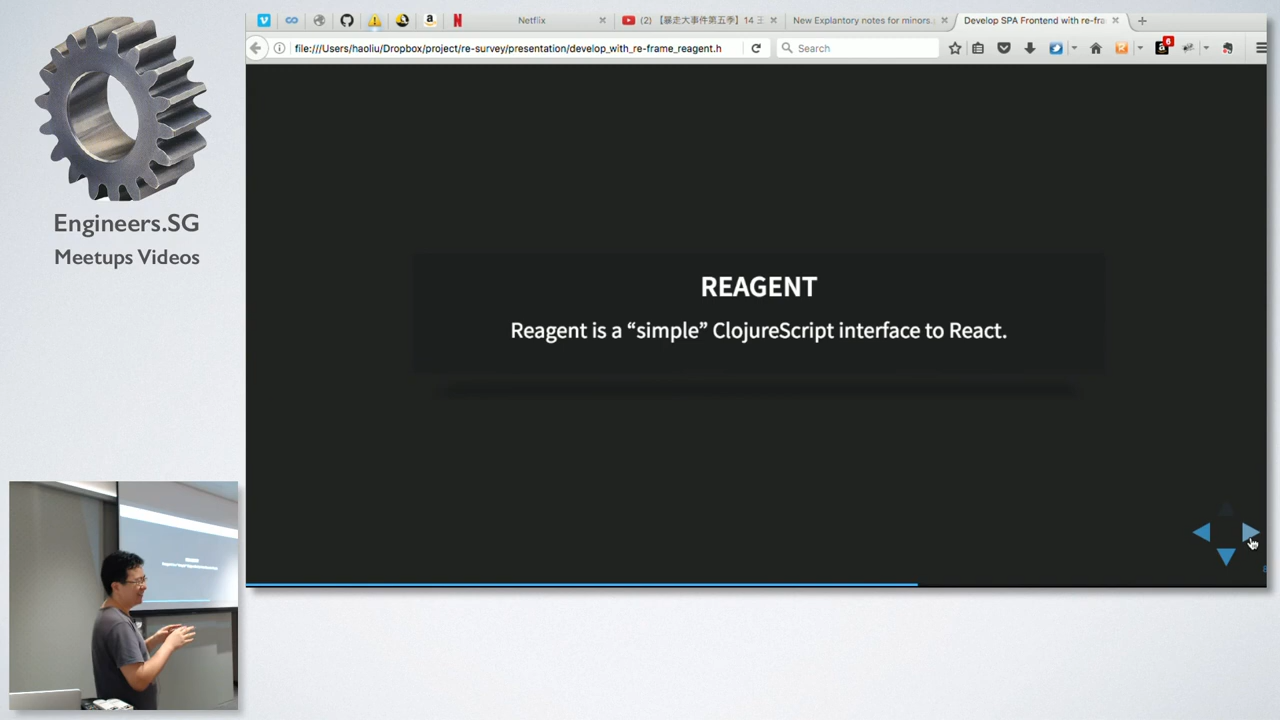 Engineers.SG
Meetups Videos
Netflix
(2) 【暴走大事件第五季】14 王
New Explantory notes for minors.
Develop SPA Frontend with re-fra
file:///Users/haoliu/Dropbox/project/re-survey/presentation/develop_with_re-frame_reagent.h
Search
6
REAGENT
Reagent is a “simple” ClojureScript interface to React.